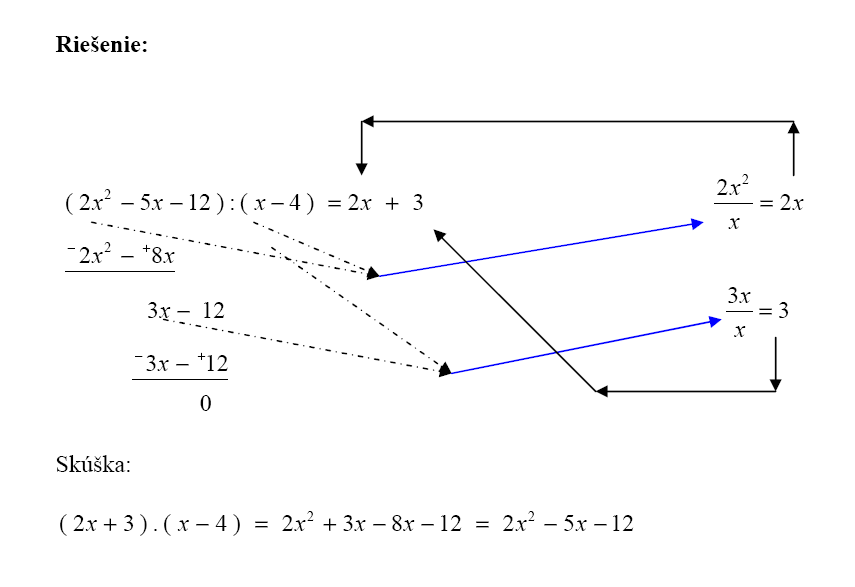 Riešenie:
( 2x² − 5x − 12 ) : ( x − 4 ) = 2x + 3
2x²/x = 2x
⁻2x² − ⁺8x
3x − 12
3x/x = 3
⁻3x − ⁺12
0
Skúška:
( 2x + 3 ) . ( x − 4 ) = 2x² + 3x − 8x − 12 = 2x² − 5x − 12